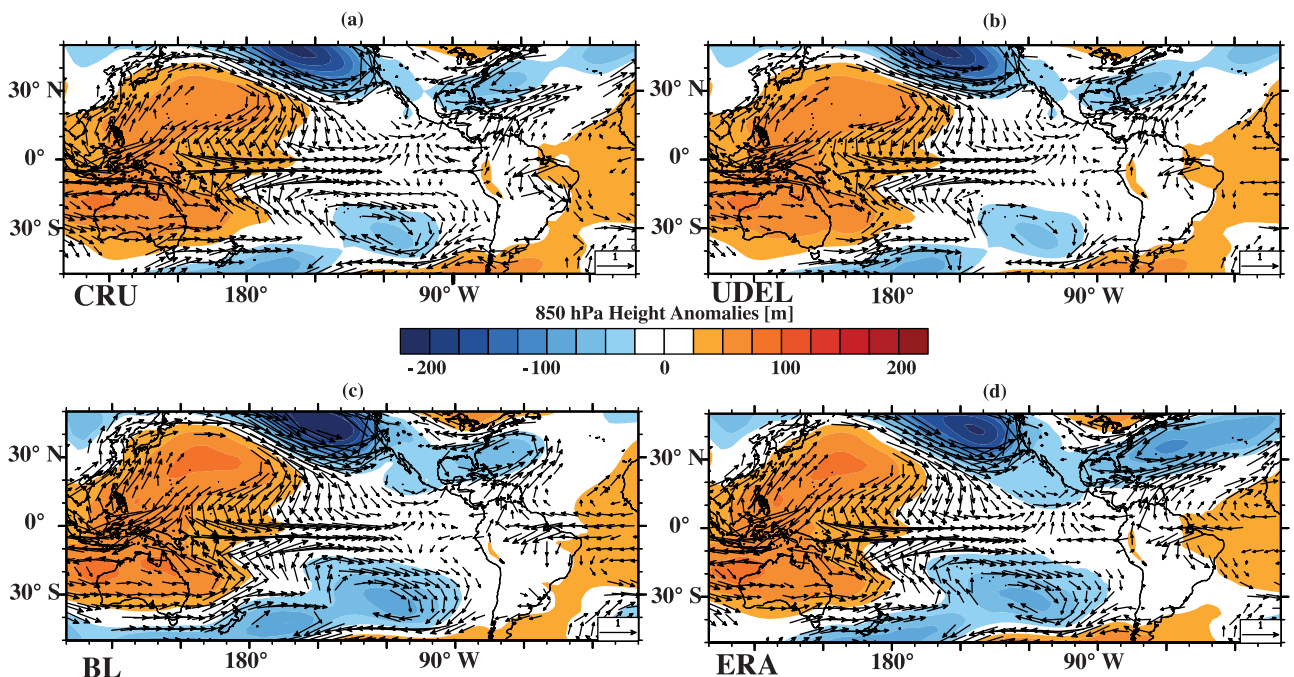 (a) (b)
30° N 30° N
0° 0°
30° S 30° S
1 1
CRU 180° 90° W UDEL 180° 90° W
850 hPa Height Anomalies [m]
-200 -100 0 100 200
(c) (d)
30° N 30° N
0° 0°
30° S 30° S
1 1
BL 180° 90° W ERA 180° 90° W